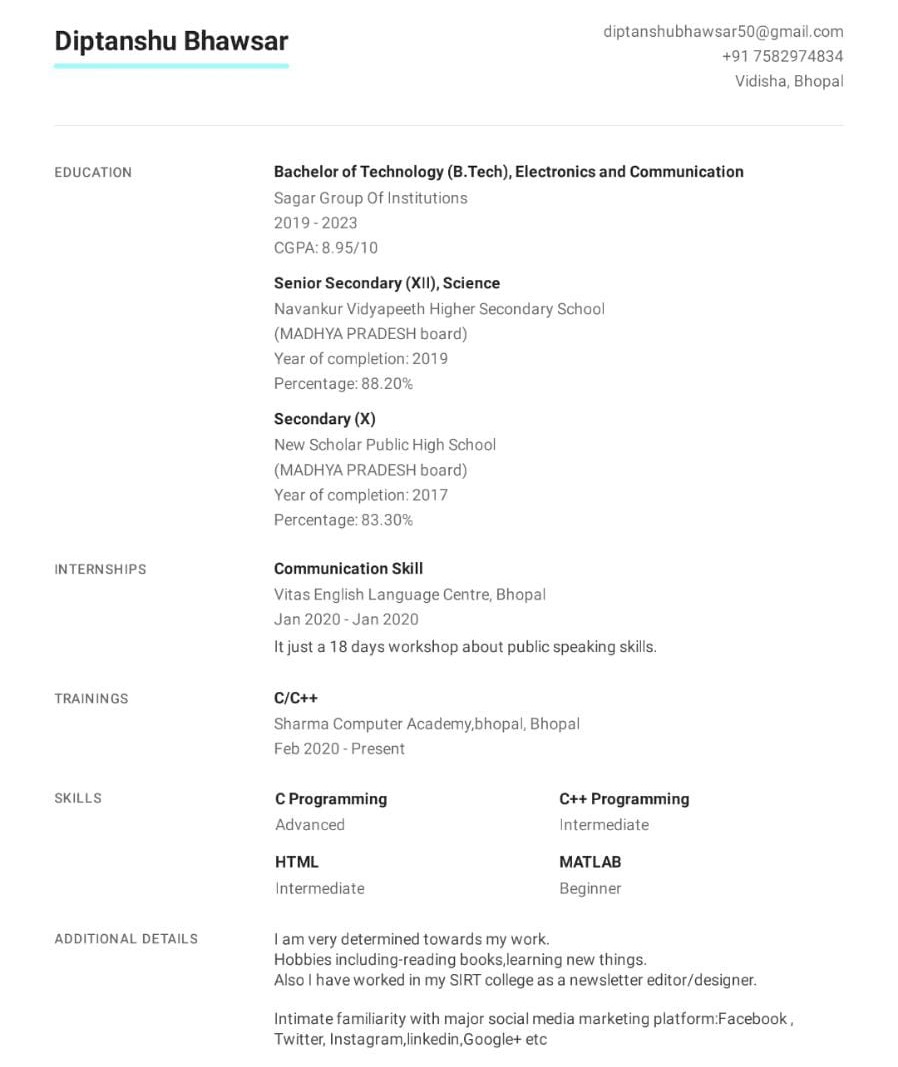 Diptanshu Bhawsar
diptanshubhawsar50@gmail.com
+91 7582974834
Vidisha, Bhopal
EDUCATION
Bachelor of Technology (B.Tech), Electronics and Communication
Sagar Group Of Institutions
2019 - 2023
CGPA: 8.95/10
Senior Secondary (XII), Science
Navankur Vidyapeeth Higher Secondary School
(MADHYA PRADESH board)
Year of completion: 2019
Percentage: 88.20%
Secondary (X)
New Scholar Public High School
(MADHYA PRADESH board)
Year of completion: 2017
Percentage: 83.30%
INTERNSHIPS
Communication Skill
Vitas English Language Centre, Bhopal
Jan 2020 - Jan 2020
It just a 18 days workshop about public speaking skills.
TRAININGS
C/C++
Sharma Computer Academy,bhopal, Bhopal
Feb 2020 - Present
SKILLS
C Programming
Advanced
C++ Programming
Intermediate
HTML
Intermediate
MATLAB
Beginner
ADDITIONAL DETAILS
I am very determined towards my work.
Hobbies including-reading books,learning new things.
Also I have worked in my SIRT college as a newsletter editor/designer.
Intimate familiarity with major social media marketing platform:Facebook ,
Twitter, Instagram,linkedin,Google+ etc